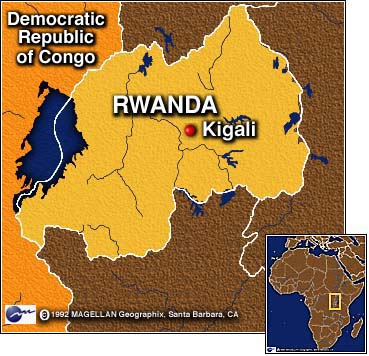 Democratic
Republic
of Congo
RWANDA
Kigali
© 1992 MAGELLAN Geographix, Santa Barbara, CA